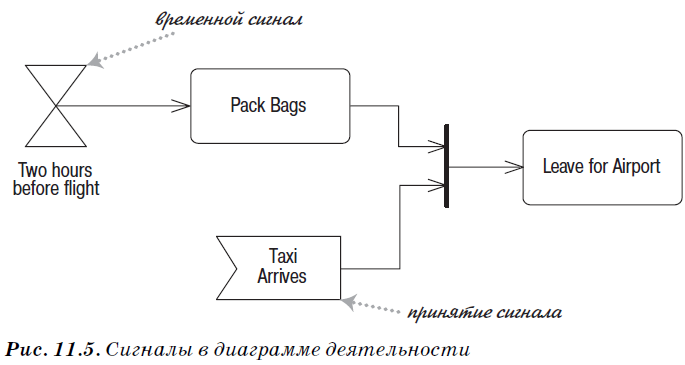 временной сигнал
Pack Bags
Two hours
before flight
Leave for Airport
Taxi
Arrives
принятие сигнала
Рис. 11.5. Сигналы в диаграмме деятельности